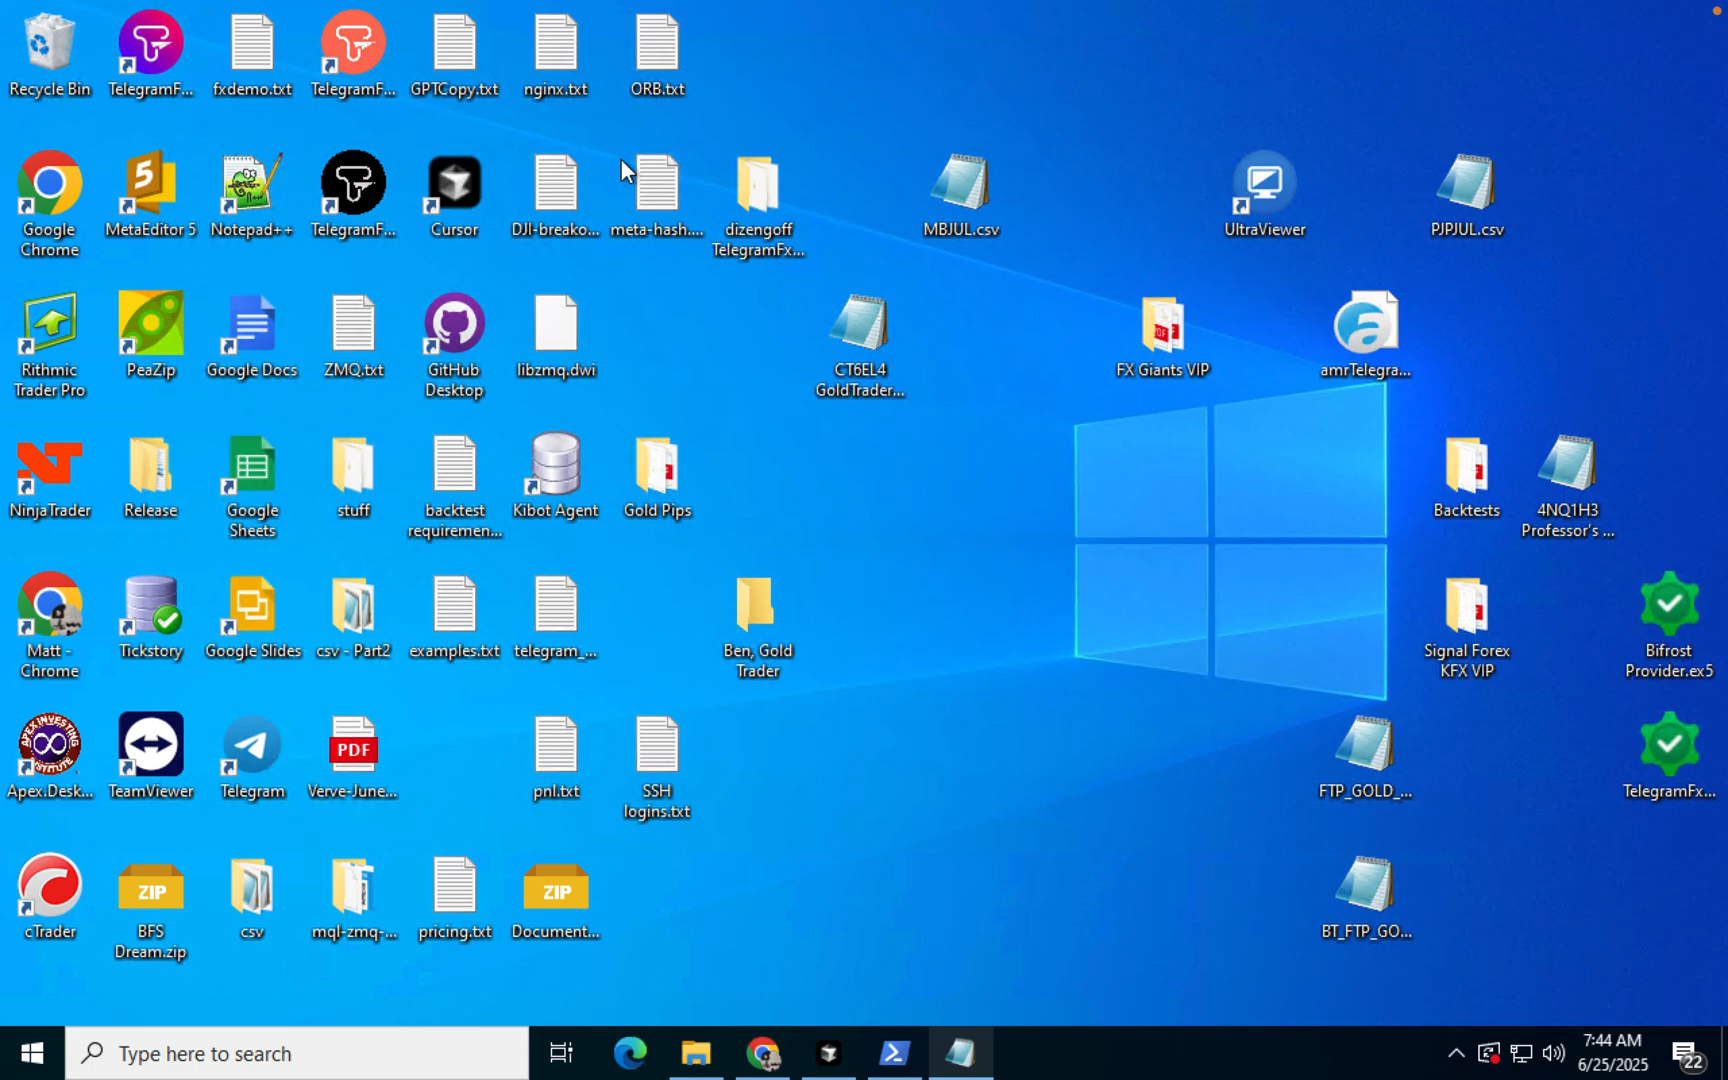 Recycle Bin
TelegramF...
fxdemo.txt
TelegramF...
GPTCopy.txt
nginx.txt
ORB.txt
Google
Chrome
MetaEditor 5
Notepad++
TelegramF...
Cursor
DJI-breako...
meta-hash....
dizengoff
TelegramFx...
MBJUL.csv
UltraViewer
PJPJUL.csv
Rithmic
Trader Pro
PeaZip
Google Docs
ZMQ.txt
GitHub
Desktop
libzmq.dwi
CT6EL4
GoldTrader...
FX Giants VIP
amrTelegra...
NinjaTrader
Release
Google
Sheets
stuff
backtest
requiremen...
Kibot Agent
Gold Pips
Backtests
4NQ1H3
Professor's ...
Matt -
Chrome
Tickstory
Google Slides
csv - Part2
examples.txt
telegram_...
Ben, Gold
Trader
Signal Forex
KFX VIP
Bifrost
Provider.ex5
Apex.Desk...
TeamViewer
Telegram
PDF
Verve-June...
pnl.txt
SSH
logins.txt
FTP_GOLD_...
TelegramFx...
cTrader
ZIP
BFS
Dream.zip
csv
mql-zmq-...
pricing.txt
ZIP
Document...
BT_FTP_GO...
Type here to search
7:44 AM
6/25/2025
22